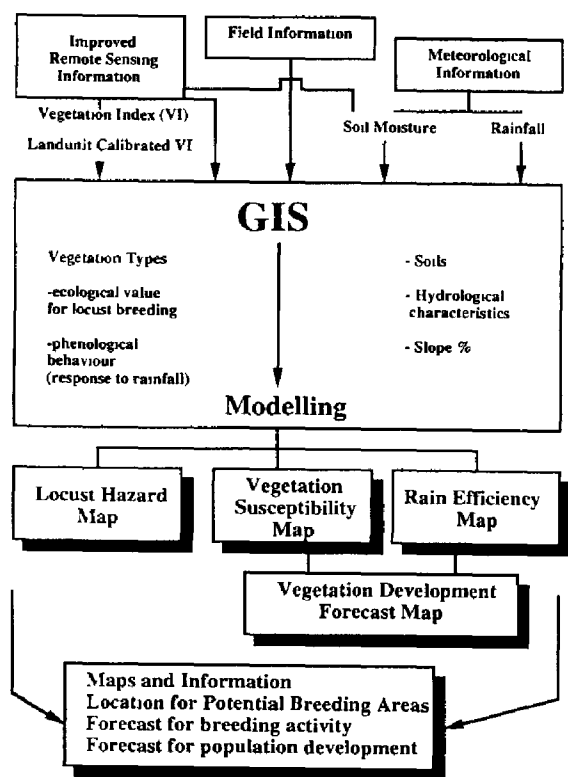 Improved
Remote Sensing
Information
Field Information
Meteorological
Information
Vegetation Index (VI)
Landunit Calibrated VI
Soil Moisture
Rainfall
GIS
Vegetation Types
-ecological value
for locust breeding
-phenological
behaviour
(response to rainfall)
- Soils
- Hydrological
characteristics
- Slope %
Modelling
Locust Hazard
Map
Vegetation
Susceptibility
Map
Rain Efficiency
Map
Vegetation Development
Forecast Map
Maps and Information
Location for Potential Breeding Areas
Forecast for breeding activity
Forecast for population development